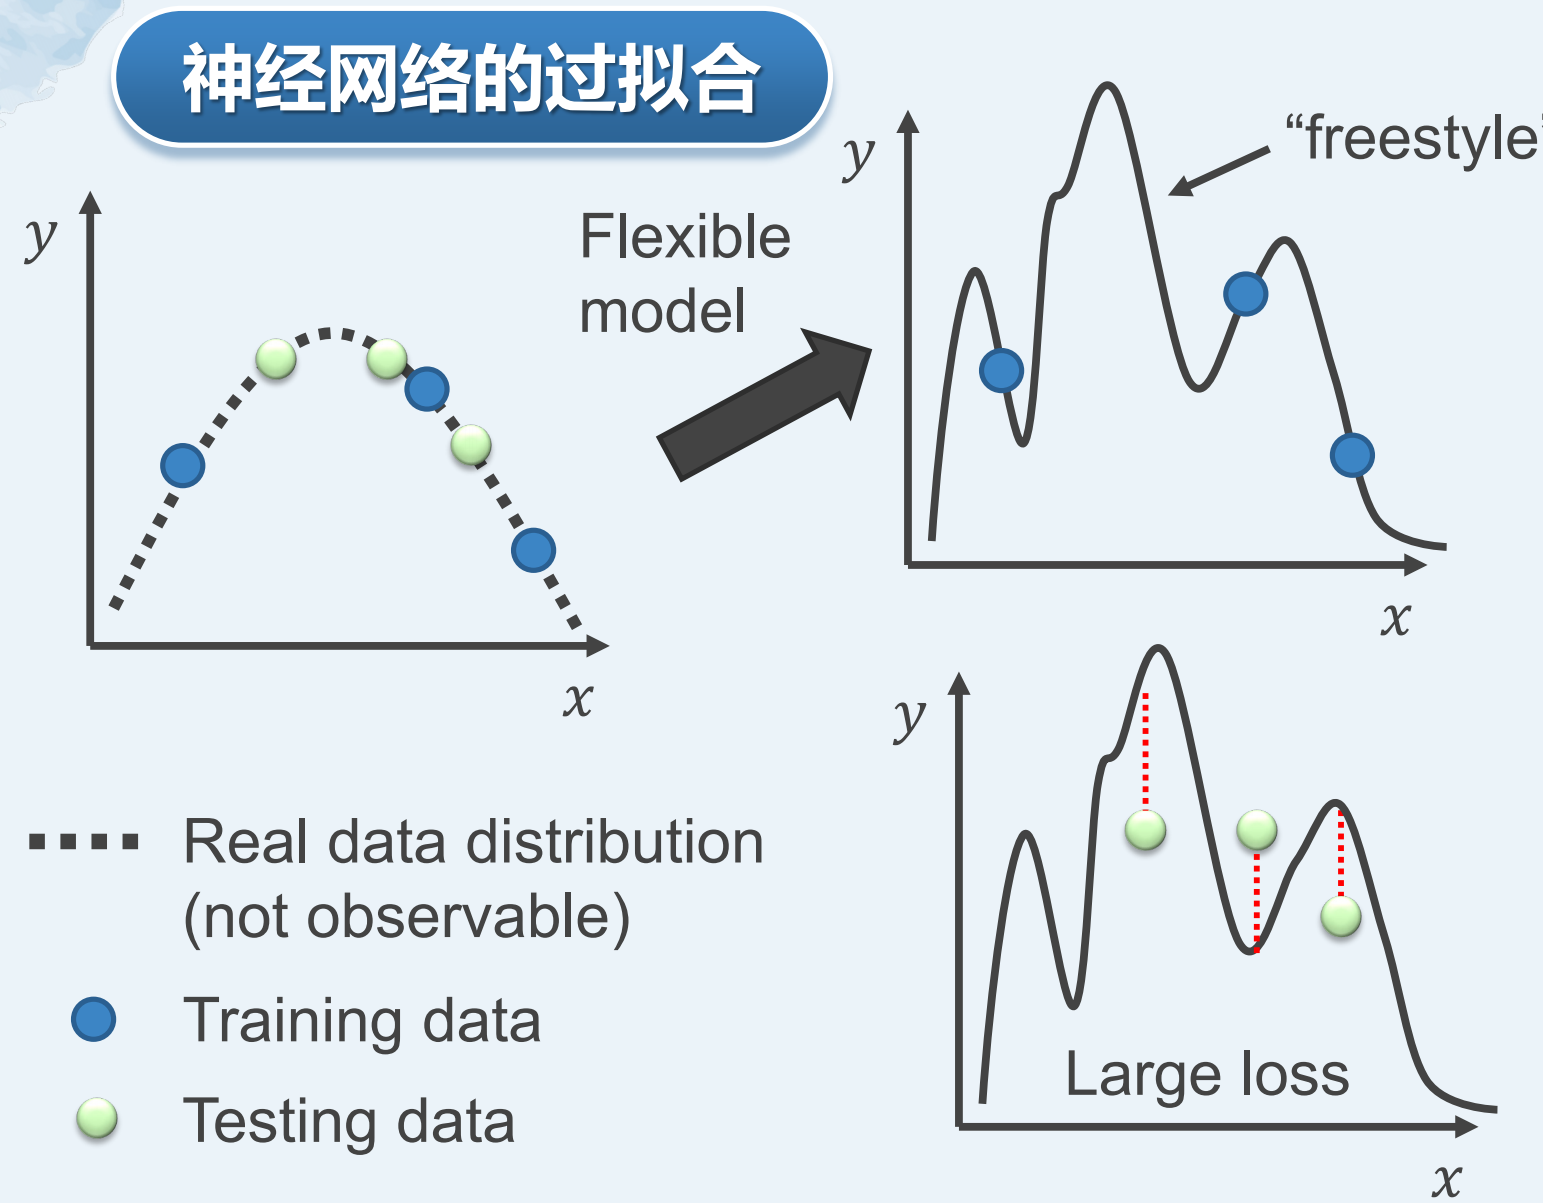 神经网络的过拟合
y
x
Flexible
model
y
“freestyle”
x
y
Large loss
x
Real data distribution
(not observable)
Training data
Testing data